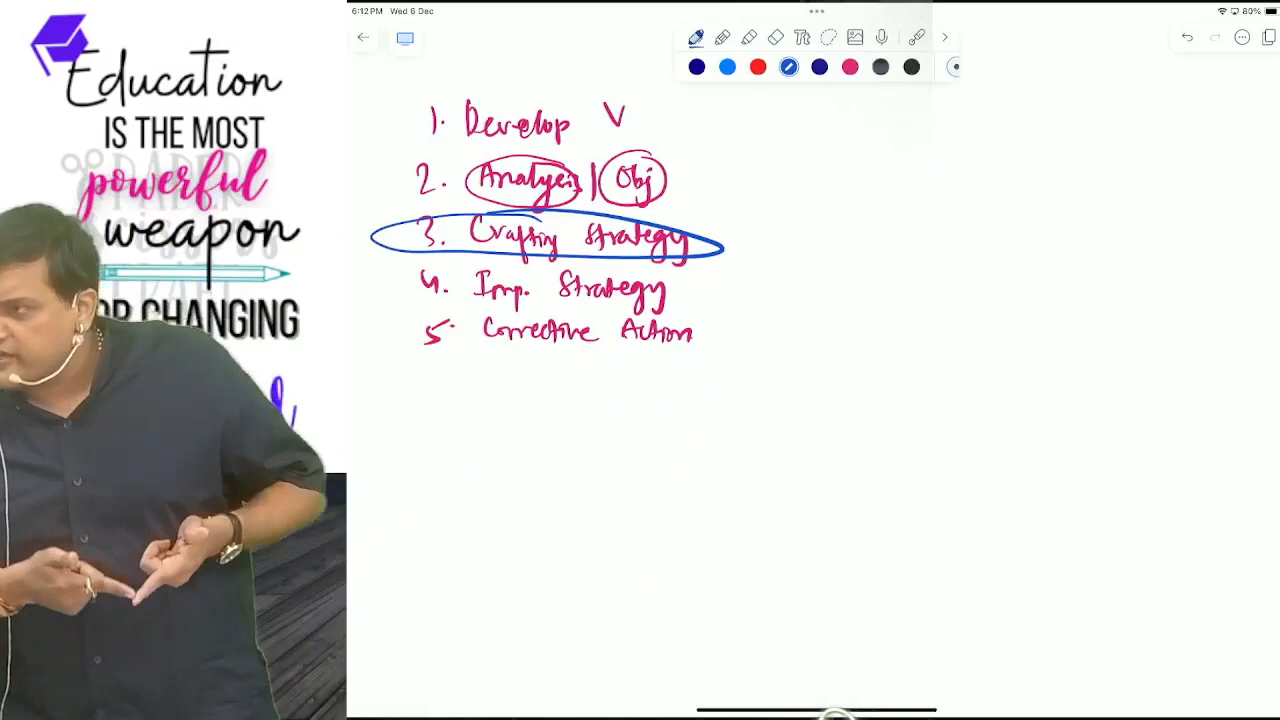 6:12 PM Wed 6 Dec
80%
Education
IS THE MOST
powerful
weapon
OR CHANGING
1. Develop V
2. Analysis | Obj
3. Crafting Strategy
4. Imp. Strategy
5. Corrective Action